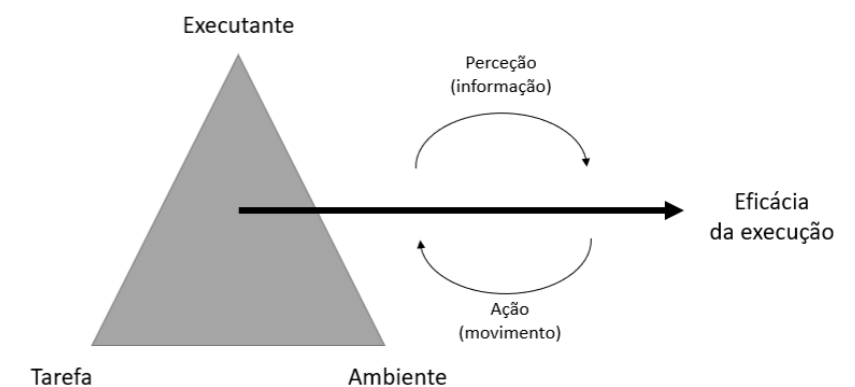 Executante
Perceção
(informação)
Eficácia
da execução
Ação
(movimento)
Tarefa
Ambiente